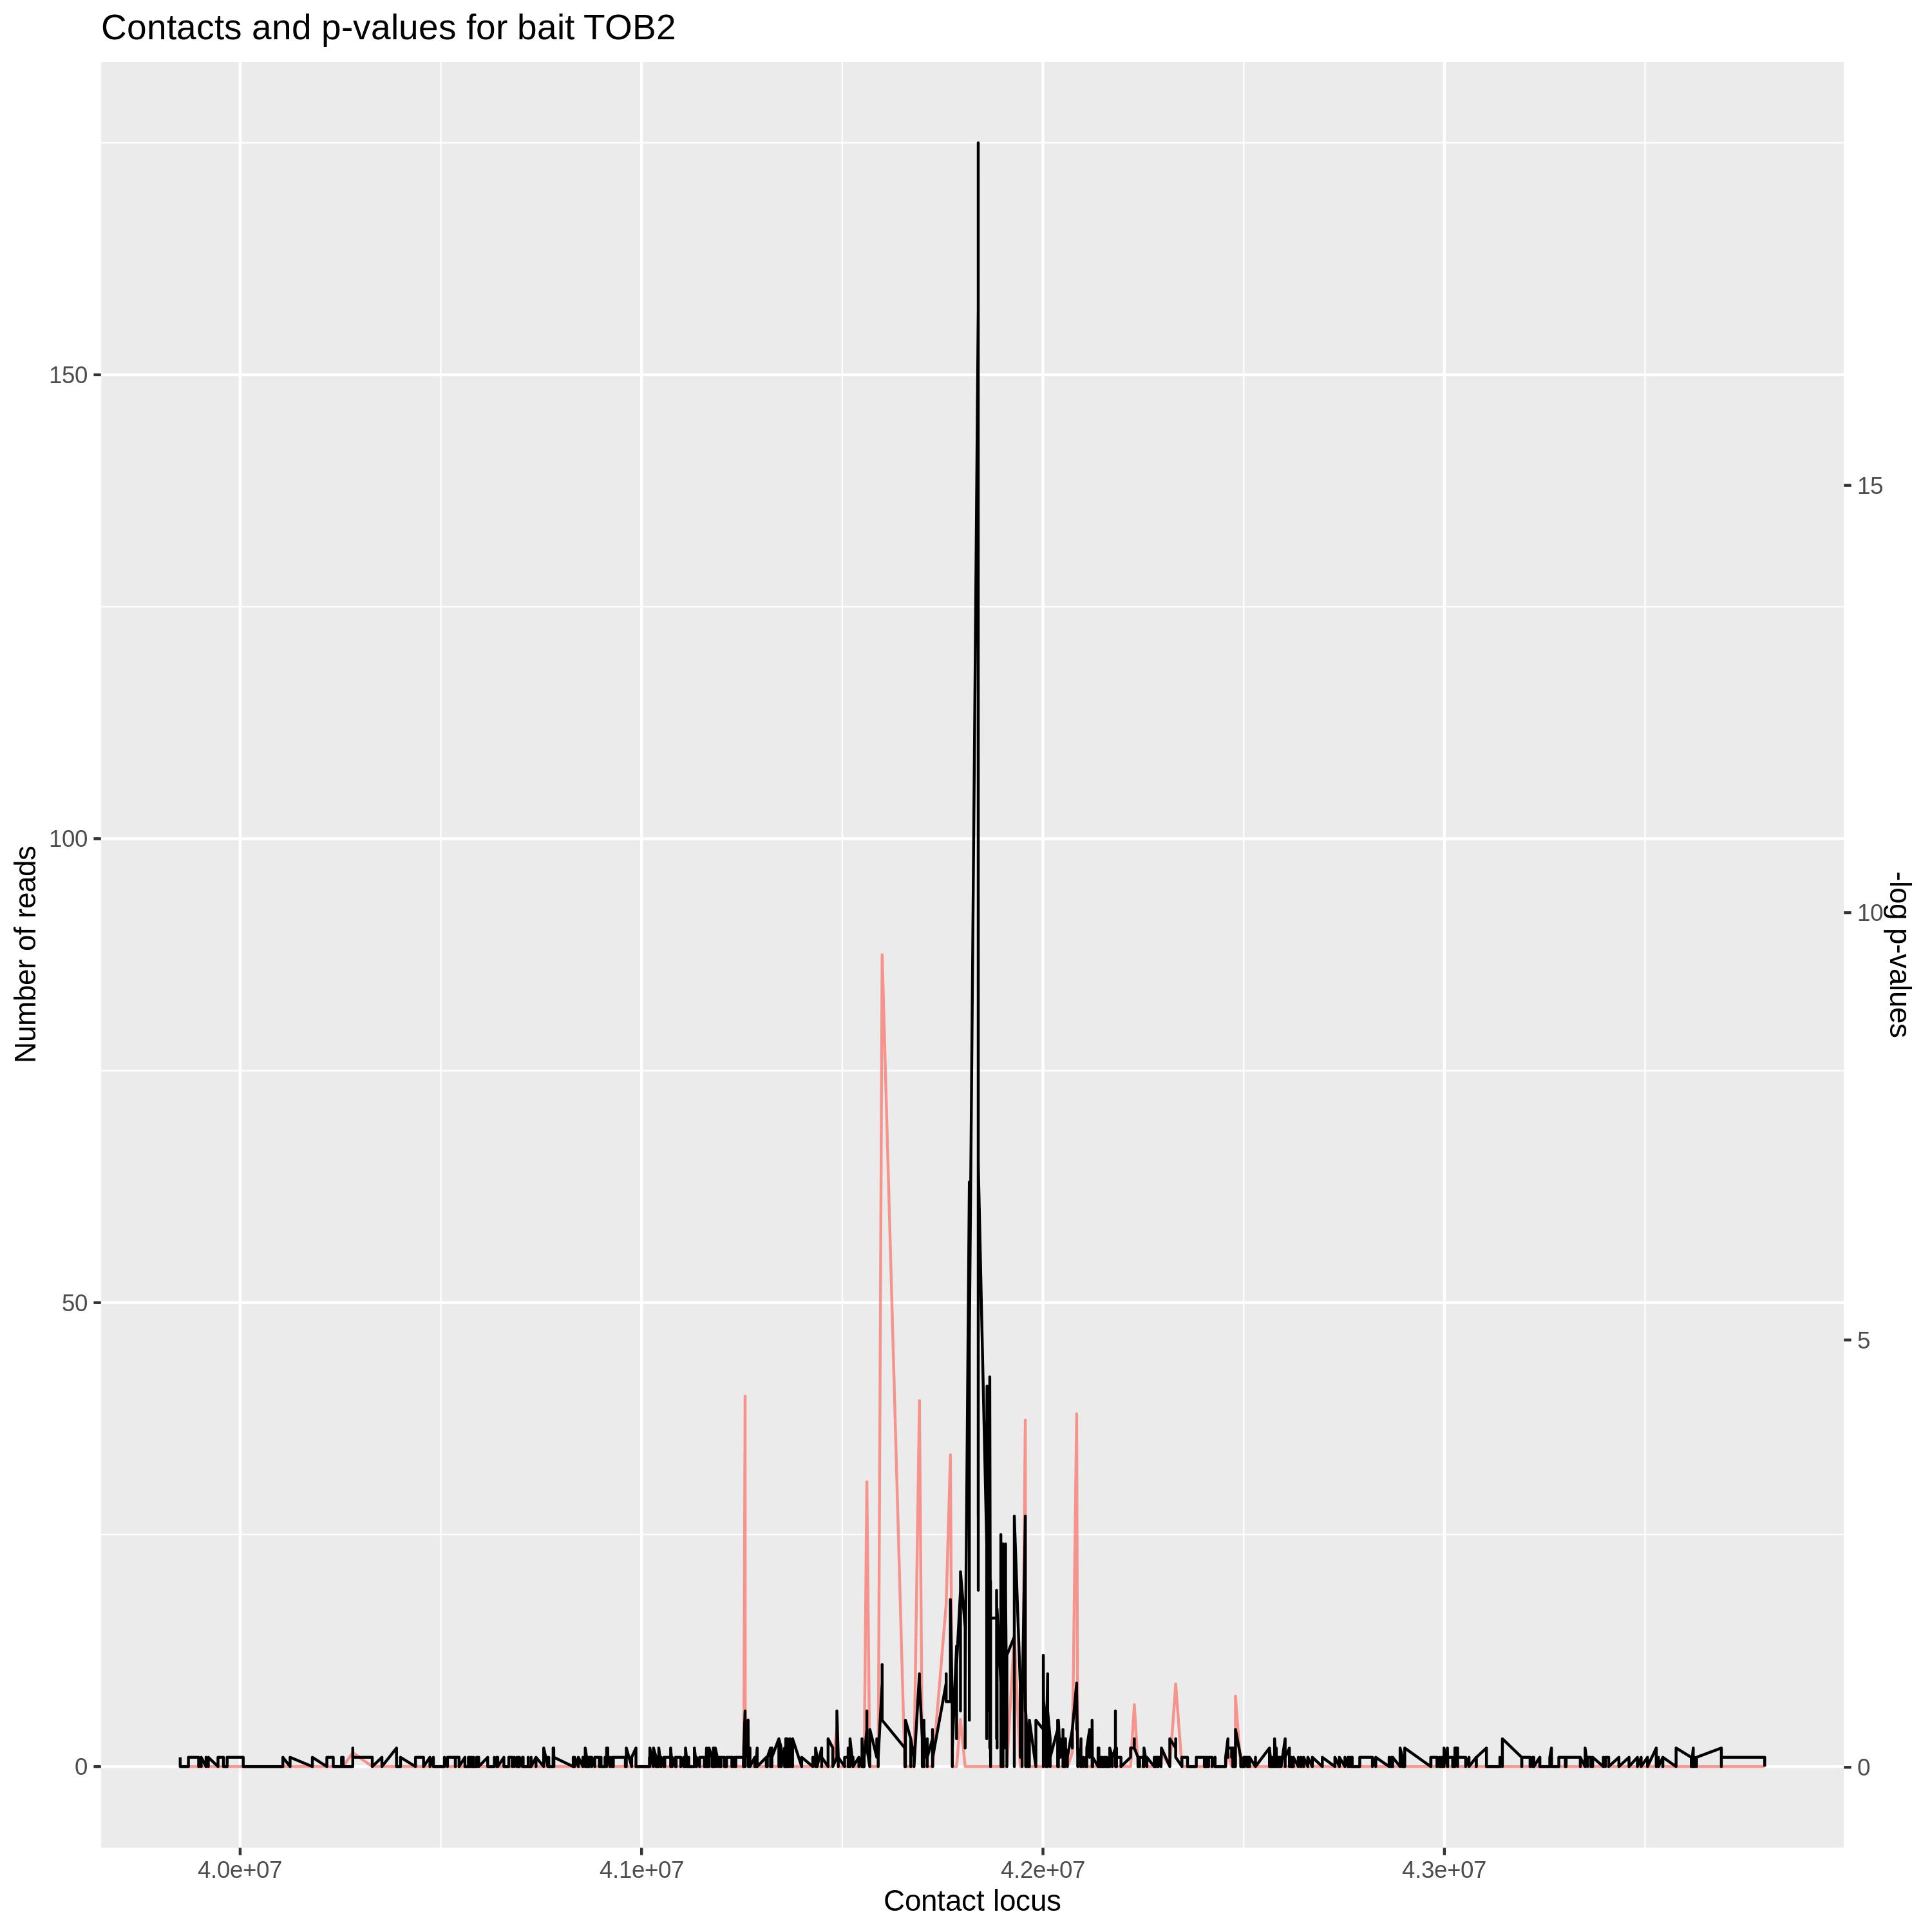 Contacts and p-values for bait TOB2
150
100
50
0
Number of reads
15
10
5
0
-log p-values
4.0e+07
4.1e+07
4.2e+07
4.3e+07
Contact locus